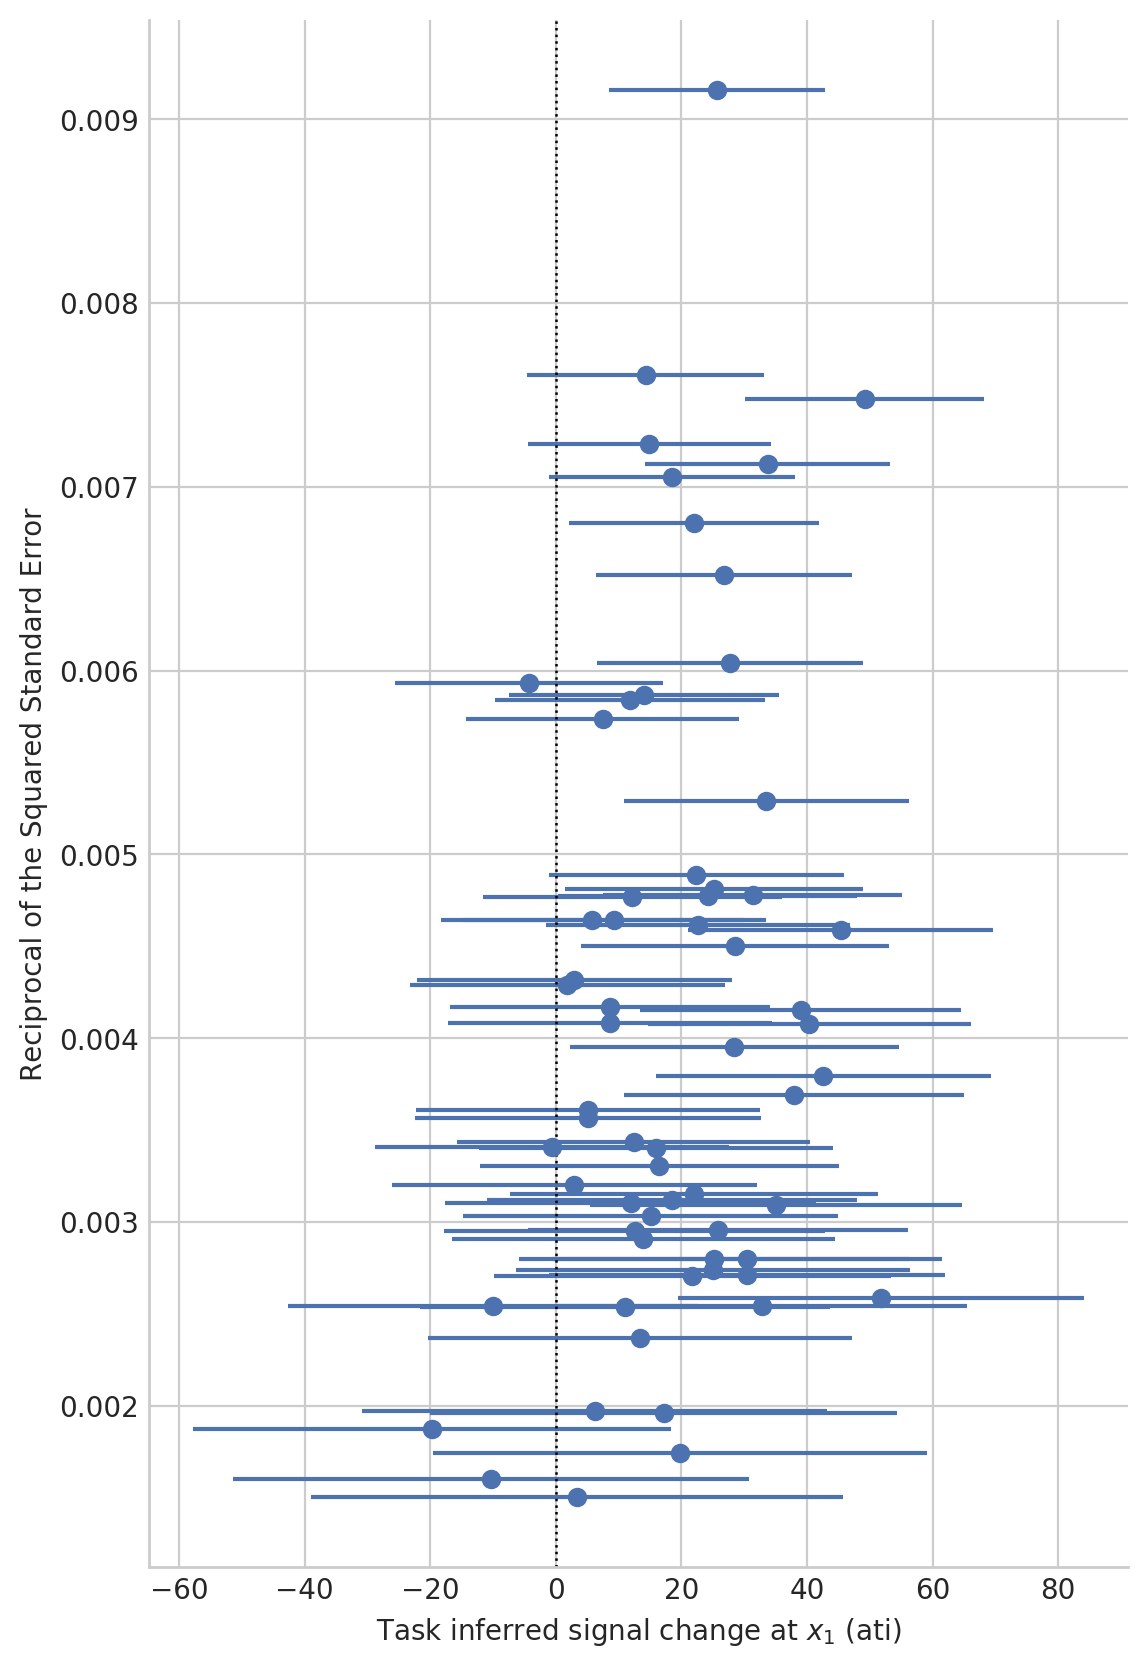 0.009
0.008
0.007
0.006
0.005
0.004
0.003
0.002
Reciprocal of the Squared Standard Error
−60 −40 −20 0 20 40 60 80
Task inferred signal change at x₁ (ati)